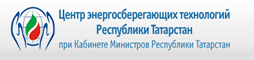 Центр энергосберегающих технологий
Республики Татарстан
при Кабинете Министров Республики Татарстан